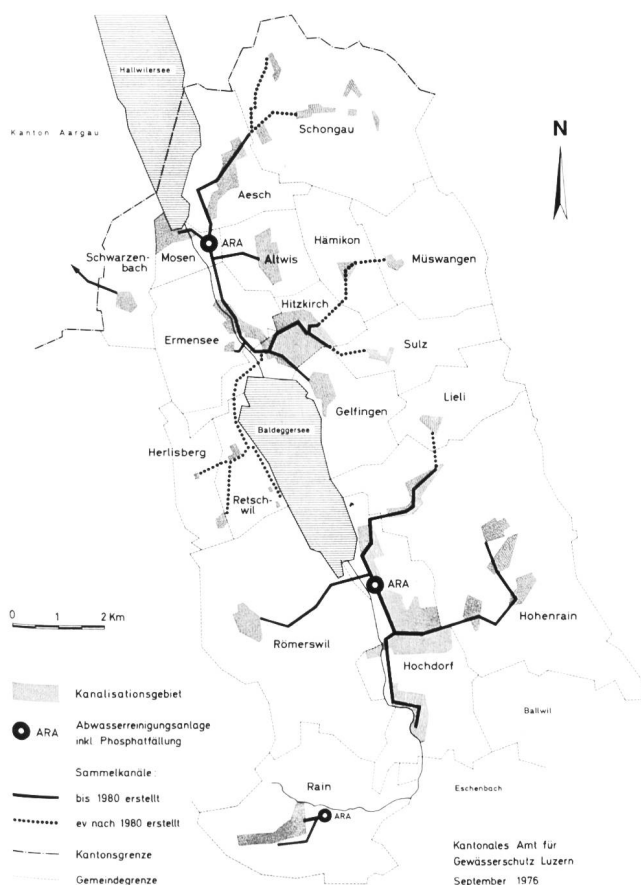 Hallwilersee
Kanton Aargau
Schongau
N
Aesch
ARA
Schwarzen-
bach
Mosen
Altwis
Hämikon
Müswangen
Hitzkirch
Ermensee
Sulz
Gelfingen
Lieli
Baldeggersee
Herlisberg
Retsch-
wil
ARA
0 1 2 Km
Römerswil
Hohenrain
Hochdorf
Ballwil
Kanalisationsgebiet
ARA Abwasserreinigungsanlage
inkl. Phosphatfällung
Sammelkanäle:
bis 1980 erstellt
ev nach 1980 erstellt
Kantonsgrenze
Gemeindegrenze
Rain
ARA
Eschenbach
Kantonales Amt für
Gewässerschutz Luzern
September 1976